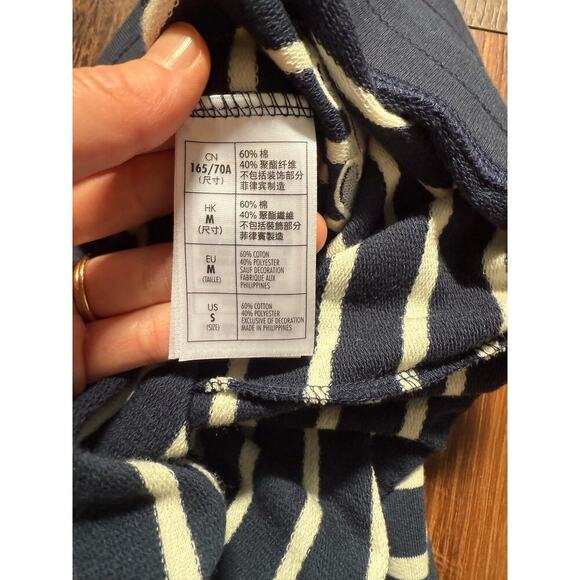 CN
165/70A
(尺寸)
60% 棉
40% 聚酯纤维
不包括装饰部分
菲律宾制造
HK
M
(尺寸)
60% 棉
40% 聚酯纖維
不包括裝飾部分
菲律賓製造
EU
M
(TAILLE)
60% COTON
40% POLYESTER
SAUF DECORATION
FABRIQUE AUX
PHILIPPINES
US
S
(SIZE)
60% COTTON
40% POLYESTER
EXCLUSIVE OF DECORATION
MADE IN PHILIPPINES